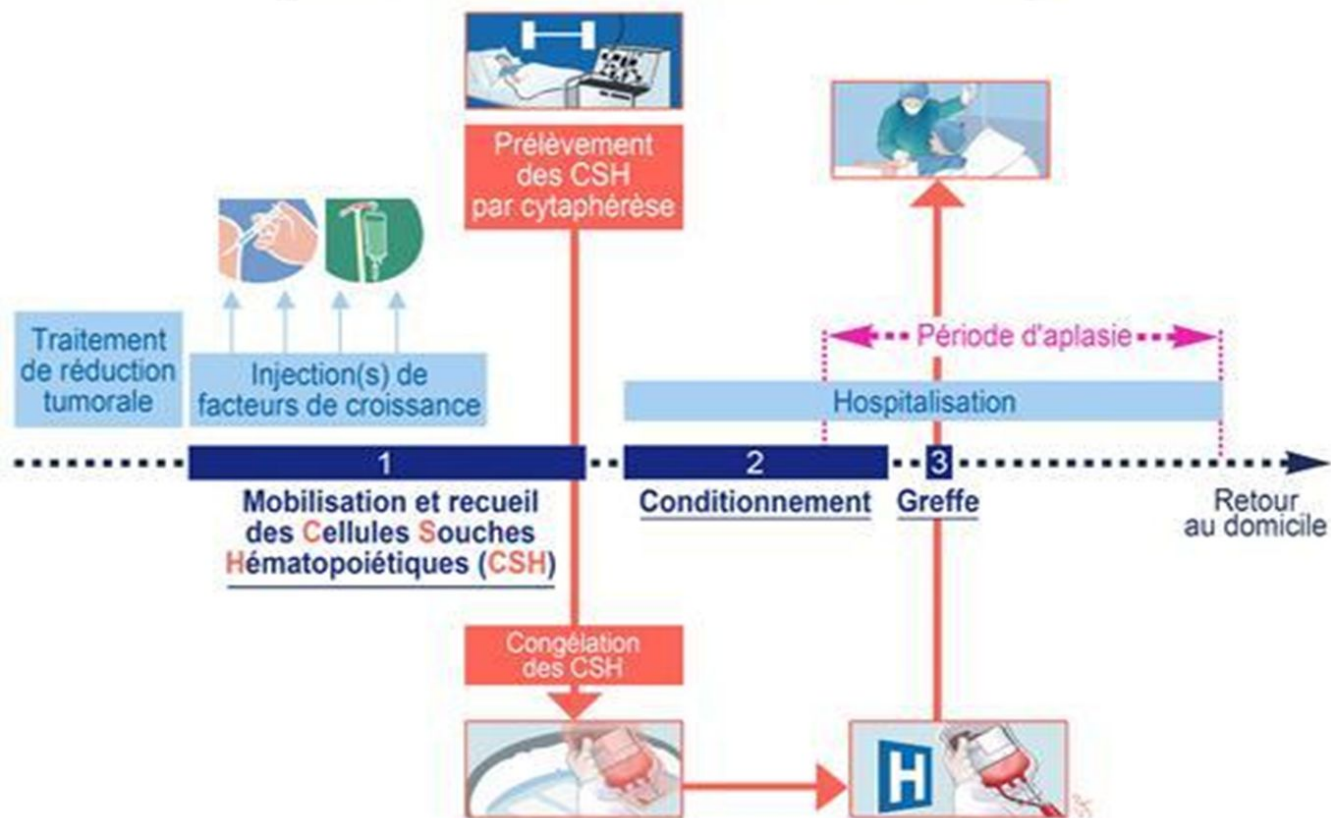 Prélèvement
des CSH
par cytaphérèse
Traitement
de réduction
tumorale
Injection(s) de
facteurs de croissance
Période d'aplasie
Hospitalisation
1
2
3
Mobilisation et recueil
des Cellules Souches
Hématopoiétiques (CSH)
Conditionnement
Greffe
Retour
au domicile
Congélation
des CSH
H